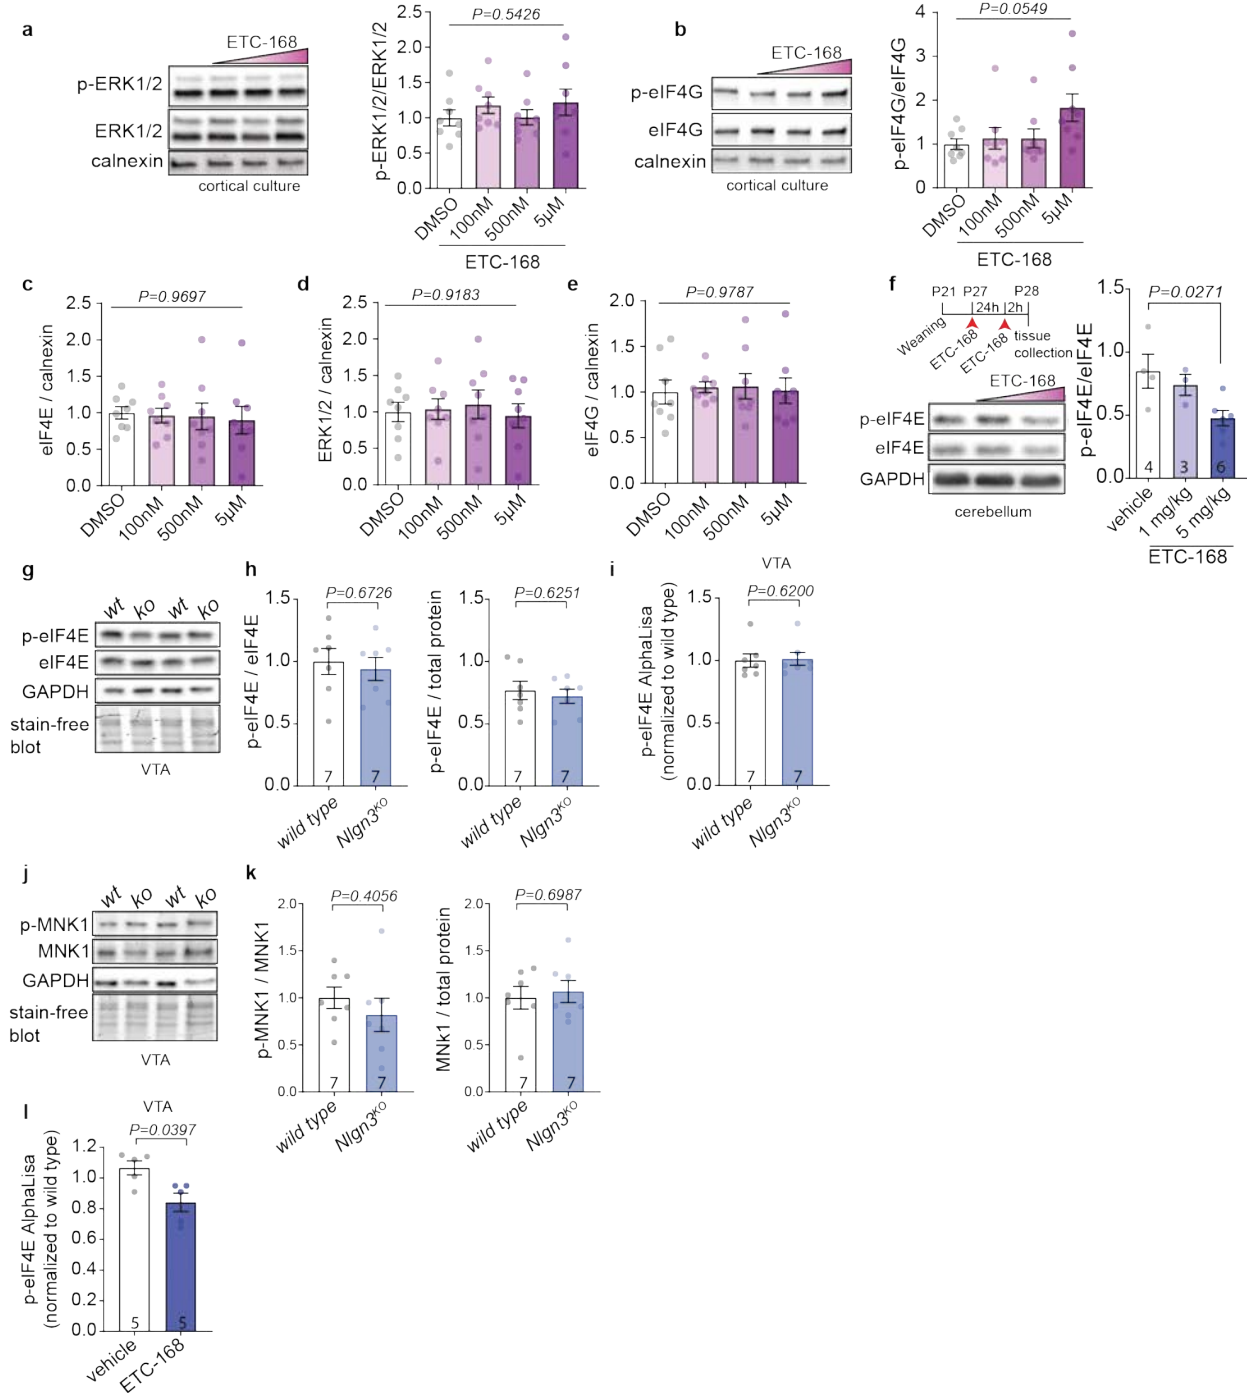 a
ETC-168
p-ERK1/2
ERK1/2
calnexin
cortical culture
P=0.5426
p-ERK1/2/ERK1/2
2.5
2.0
1.5
1.0
0.5
0.0
DMSO
100nM
500nM
5µM
ETC-168
b
ETC-168
p-eIF4G
eIF4G
calnexin
cortical culture
P=0.0549
p-eIF4G/eIF4G
4
3
2
1
0
DMSO
100nM
500nM
5µM
ETC-168
c
P=0.9697
eIF4E / calnexin
2.5
2.0
1.5
1.0
0.5
0.0
DMSO
100nM
500nM
5µM
d
P=0.9183
ERK1/2 / calnexin
2.5
2.0
1.5
1.0
0.5
0.0
DMSO
100nM
500nM
5µM
e
P=0.9787
eIF4G / calnexin
2.0
1.5
1.0
0.5
0.0
DMSO
100nM
500nM
5µM
f
P21 P27 P28
24h 2h
Weaning
ETC-168
ETC-168
tissue
collection
ETC-168
p-eIF4E
eIF4E
GAPDH
cerebellum
P=0.0271
p-eIF4E/eIF4E
1.5
1.0
0.5
0.0
4 3 6
vehicle
1 mg/kg
5 mg/kg
ETC-168
g
wt ko wt ko
p-eIF4E
eIF4E
GAPDH
stain-free
blot
VTA
h
P=0.6726
p-eIF4E / eIF4E
1.5
1.0
0.5
0.0
7 7
wild type
Nlgn3KO
P=0.6251
p-eIF4E / total protein
1.5
1.0
0.5
0.0
7 7
wild type
Nlgn3KO
i
VTA
P=0.6200
p-eIF4E AlphaLisa
(normalized to wild type)
1.5
1.0
0.5
0.0
7 7
wild type
Nlgn3KO
j
wt ko wt ko
p-MNK1
MNK1
GAPDH
stain-free
blot
VTA
k
P=0.4056
p-MNK1 / MNK1
2.0
1.5
1.0
0.5
0.0
7 7
wild type
Nlgn3KO
P=0.6987
MNk1 / total protein
2.0
1.5
1.0
0.5
0.0
7 7
wild type
Nlgn3KO
l
VTA
P=0.0397
p-eIF4E AlphaLisa
(normalized to wild type)
1.2
1.0
0.8
0.6
0.4
0.2
0.0
5 5
vehicle
ETC-168